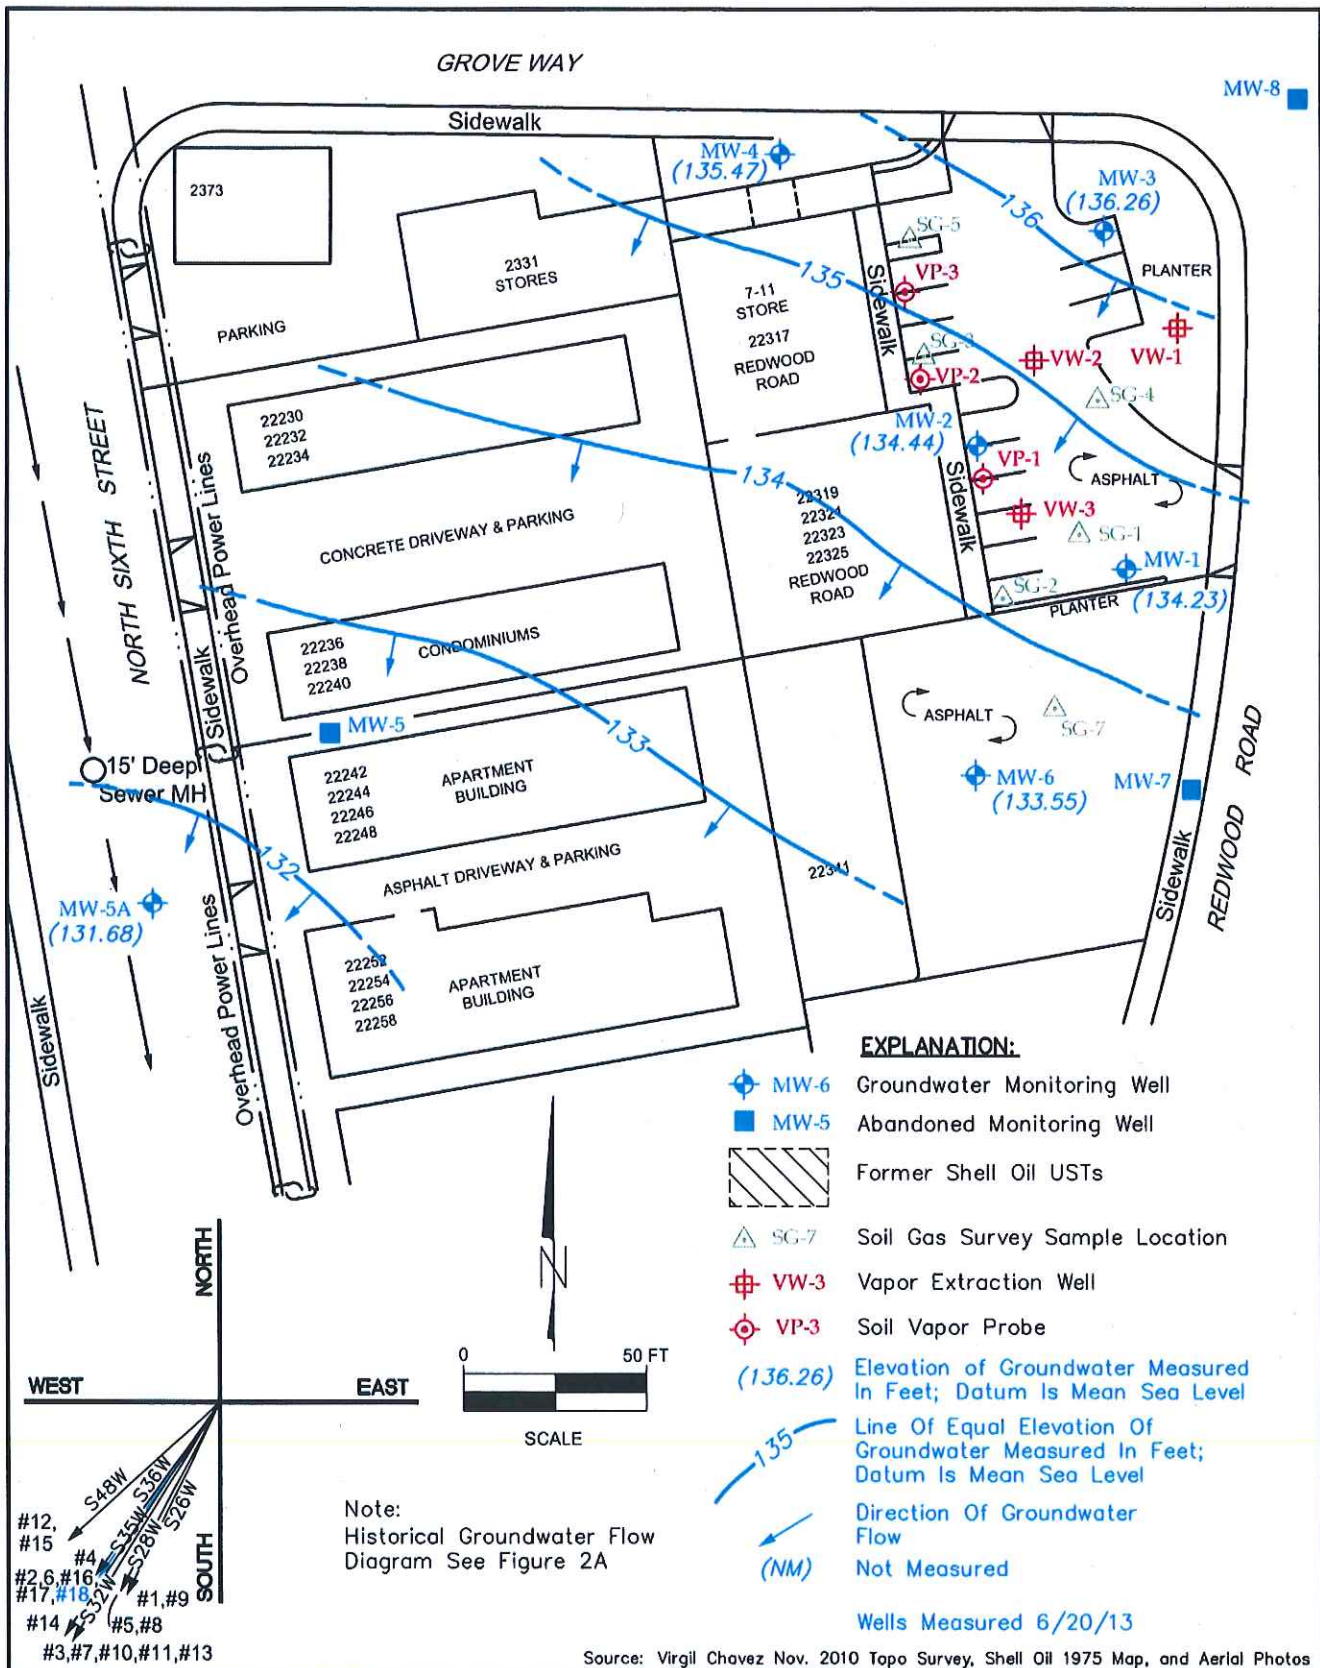 GROVE WAY
MW-8
Sidewalk
MW-4
(135.47)
2373
MW-3
(136.26)
136
SG-5
2331
STORES
135
PLANTER
Sidewalk
VP-3
7-11
STORE
22317
REDWOOD
ROAD
PARKING
SG-3
VW-2
VW-1
VP-2
SG-4
22230
22232
22234
MW-2
(134.44)
NORTH SIXTH STREET
Overhead Power Lines
134
VP-1
ASPHALT
Sidewalk
22319
22321
22323
22325
REDWOOD
ROAD
VW-3
CONCRETE DRIVEWAY & PARKING
SG-1
MW-1
(134.23)
SG-2
PLANTER
22236
22238
22240
CONDOMINIUMS
Sidewalk
MW-5
133
ASPHALT
SG-7
15' Deep
Sewer MH
22242
22244
22246
22248
APARTMENT
BUILDING
MW-6
(133.55)
MW-7
REDWOOD ROAD
Sidewalk
132
ASPHALT DRIVEWAY & PARKING
22341
MW-5A
(131.68)
Overhead Power Lines
22252
22254
22256
22258
APARTMENT
BUILDING
Sidewalk
EXPLANATION:
MW-6 Groundwater Monitoring Well
MW-5 Abandoned Monitoring Well
Former Shell Oil USTs
SG-7 Soil Gas Survey Sample Location
VW-3 Vapor Extraction Well
VP-3 Soil Vapor Probe
(136.26) Elevation of Groundwater Measured
In Feet; Datum Is Mean Sea Level
135 Line Of Equal Elevation Of
Groundwater Measured In Feet;
Datum Is Mean Sea Level
Direction Of Groundwater
Flow
(NM) Not Measured
Wells Measured 6/20/13
N
0 50 FT
SCALE
NORTH
WEST EAST
SOUTH
S48W
S36W
S35W
S26W
S28W
S32W
#12,
#15
#4
#2,6,#16
#17,#18
#1,#9
#14
#5,#8
#3,#7,#10,#11,#13
Note:
Historical Groundwater Flow
Diagram See Figure 2A
Source: Virgil Chavez Nov. 2010 Topo Survey, Shell Oil 1975 Map, and Aerial Photos